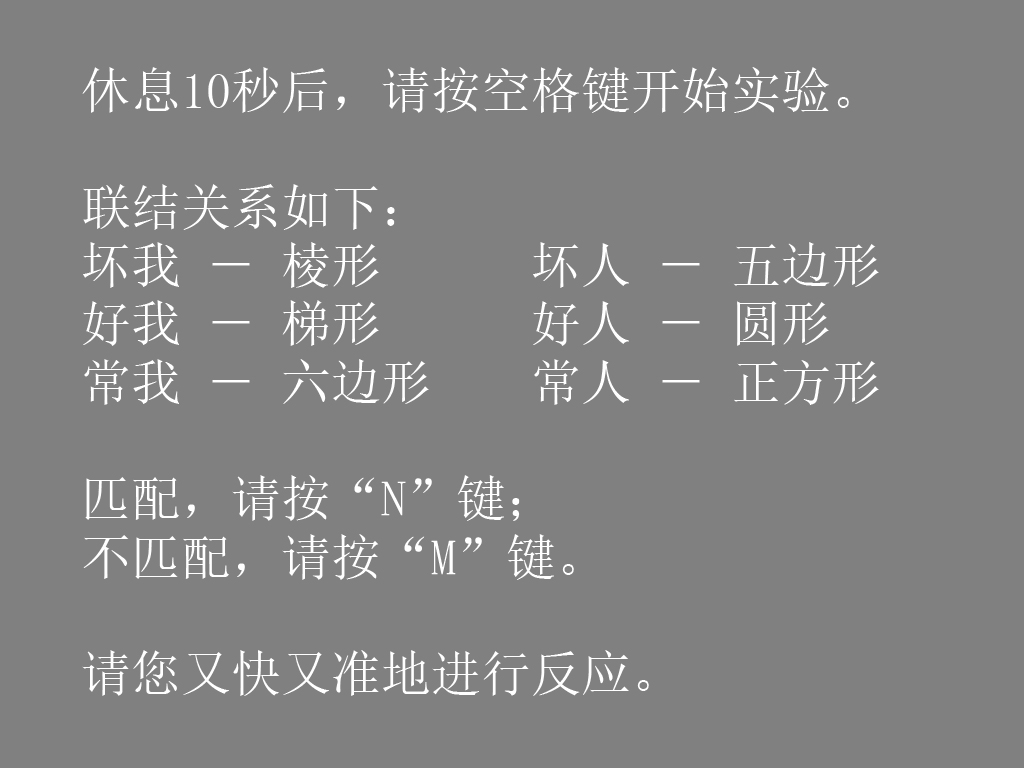 休息10秒后，请按空格键开始实验。
联结关系如下：
坏我 － 棱形　　　坏人 － 五边形
好我 － 梯形　　　好人 － 圆形
常我 － 六边形　　常人 － 正方形
匹配，请按“N”键；
不匹配，请按“M”键。
请您又快又准地进行反应。